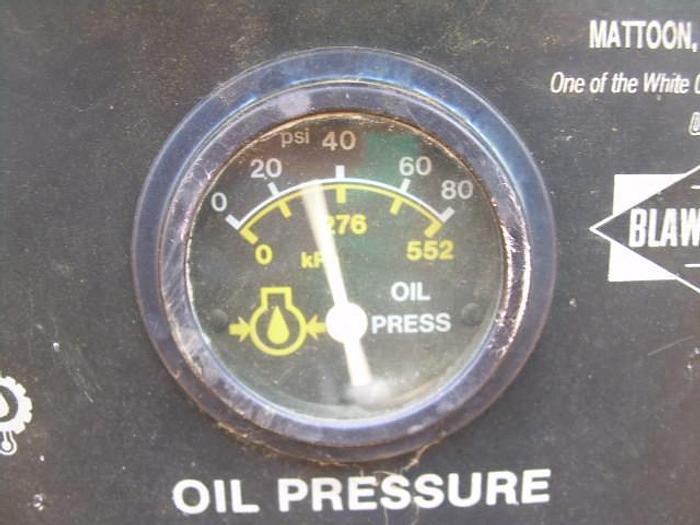 MATTOON,
One of the White
psi
0 20 40 60 80
0 276 552
kP
OIL
PRESS
BLAW
OIL PRESSURE